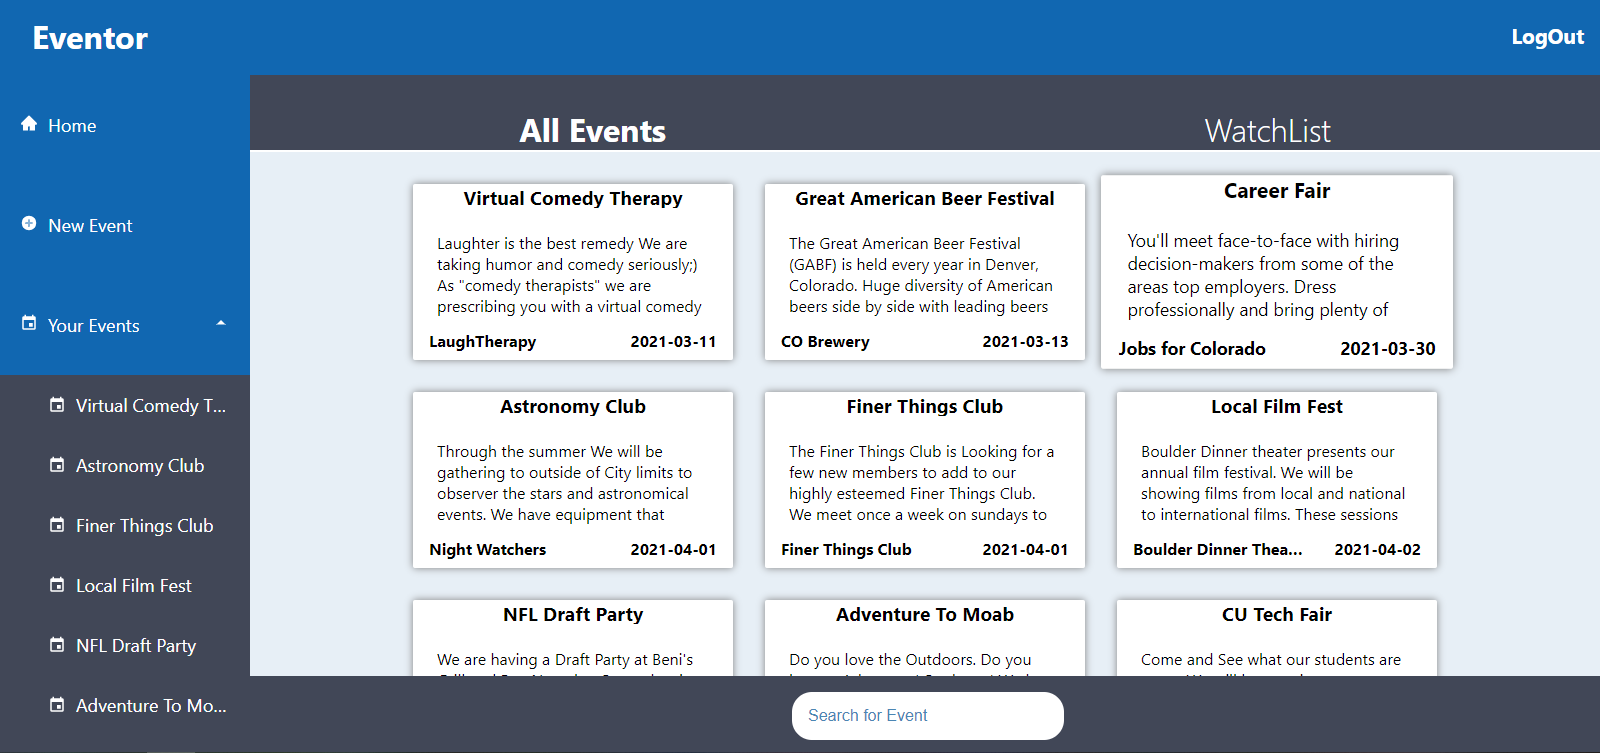 Eventor
LogOut
Home
New Event
Your Events
Virtual Comedy T...
Astronomy Club
Finer Things Club
Local Film Fest
NFL Draft Party
Adventure To Mo...
All Events
WatchList
Virtual Comedy Therapy
Laughter is the best remedy We are
taking humor and comedy seriously;)
As "comedy therapists" we are
prescribing you with a virtual comedy
LaughTherapy 2021-03-11
Great American Beer Festival
The Great American Beer Festival
(GABF) is held every year in Denver,
Colorado. Huge diversity of American
beers side by side with leading beers
CO Brewery 2021-03-13
Career Fair
You'll meet face-to-face with hiring
decision-makers from some of the
areas top employers. Dress
professionally and bring plenty of
Jobs for Colorado 2021-03-30
Astronomy Club
Through the summer We will be
gathering to outside of City limits to
observer the stars and astronomical
events. We have equipment that
Night Watchers 2021-04-01
Finer Things Club
The Finer Things Club is Looking for a
few new members to add to our
highly esteemed Finer Things Club.
We meet once a week on sundays to
Finer Things Club 2021-04-01
Local Film Fest
Boulder Dinner theater presents our
annual film festival. We will be
showing films from local and national
to international films. These sessions
Boulder Dinner Thea... 2021-04-02
NFL Draft Party
We are having a Draft Party at Beni's
Adventure To Moab
Do you love the Outdoors. Do you
CU Tech Fair
Come and See what our students are
Search for Event